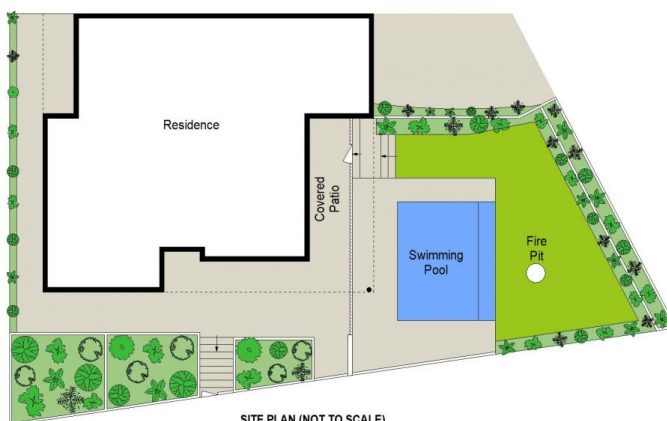 Residence
Covered
Patio
Swimming
Pool
Fire
Pit
SITE PLAN (NOT TO SCALE)